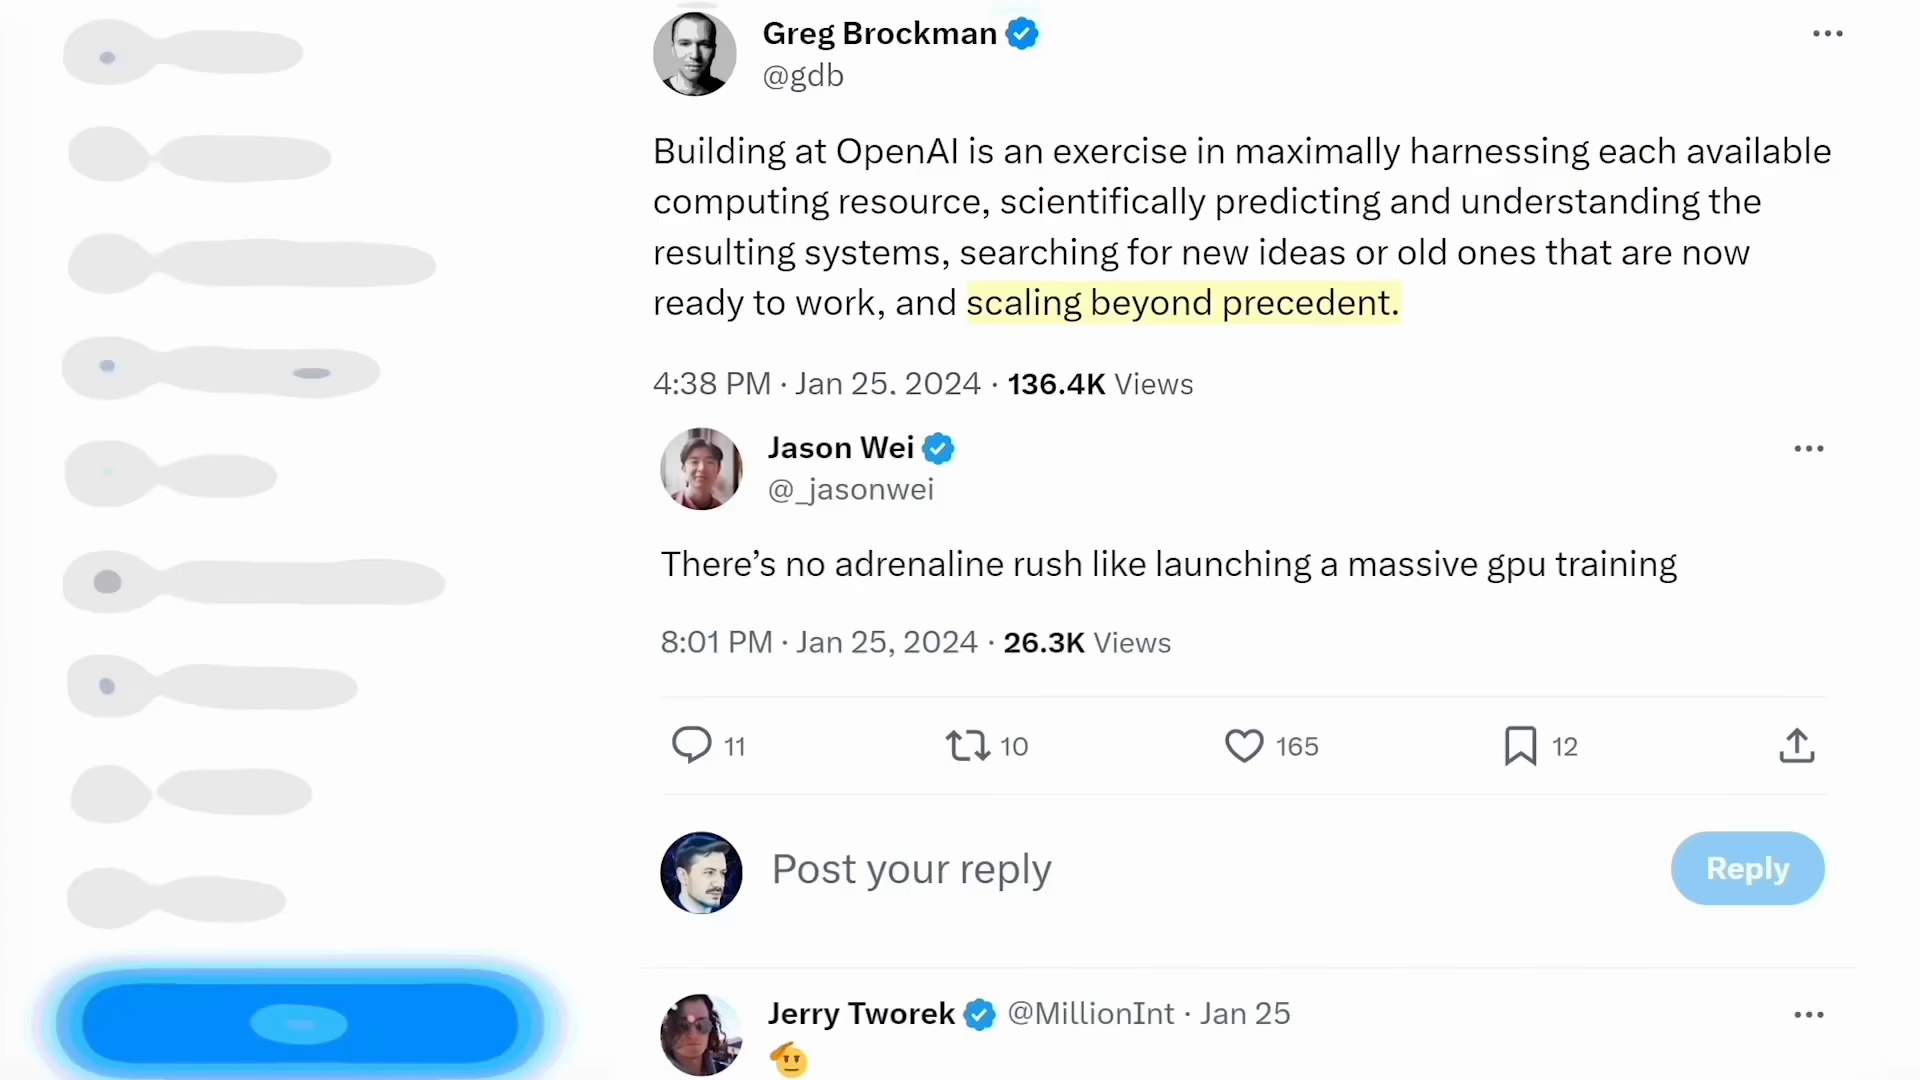 Greg Brockman
@gdb
Building at OpenAI is an exercise in maximally harnessing each available
computing resource, scientifically predicting and understanding the
resulting systems, searching for new ideas or old ones that are now
ready to work, and scaling beyond precedent.
4:38 PM · Jan 25, 2024 · 136.4K Views
Jason Wei
@_jasonwei
There’s no adrenaline rush like launching a massive gpu training
8:01 PM · Jan 25, 2024 · 26.3K Views
11 10 165 12
Post your reply Reply
Jerry Tworek @MillionInt · Jan 25
🫡